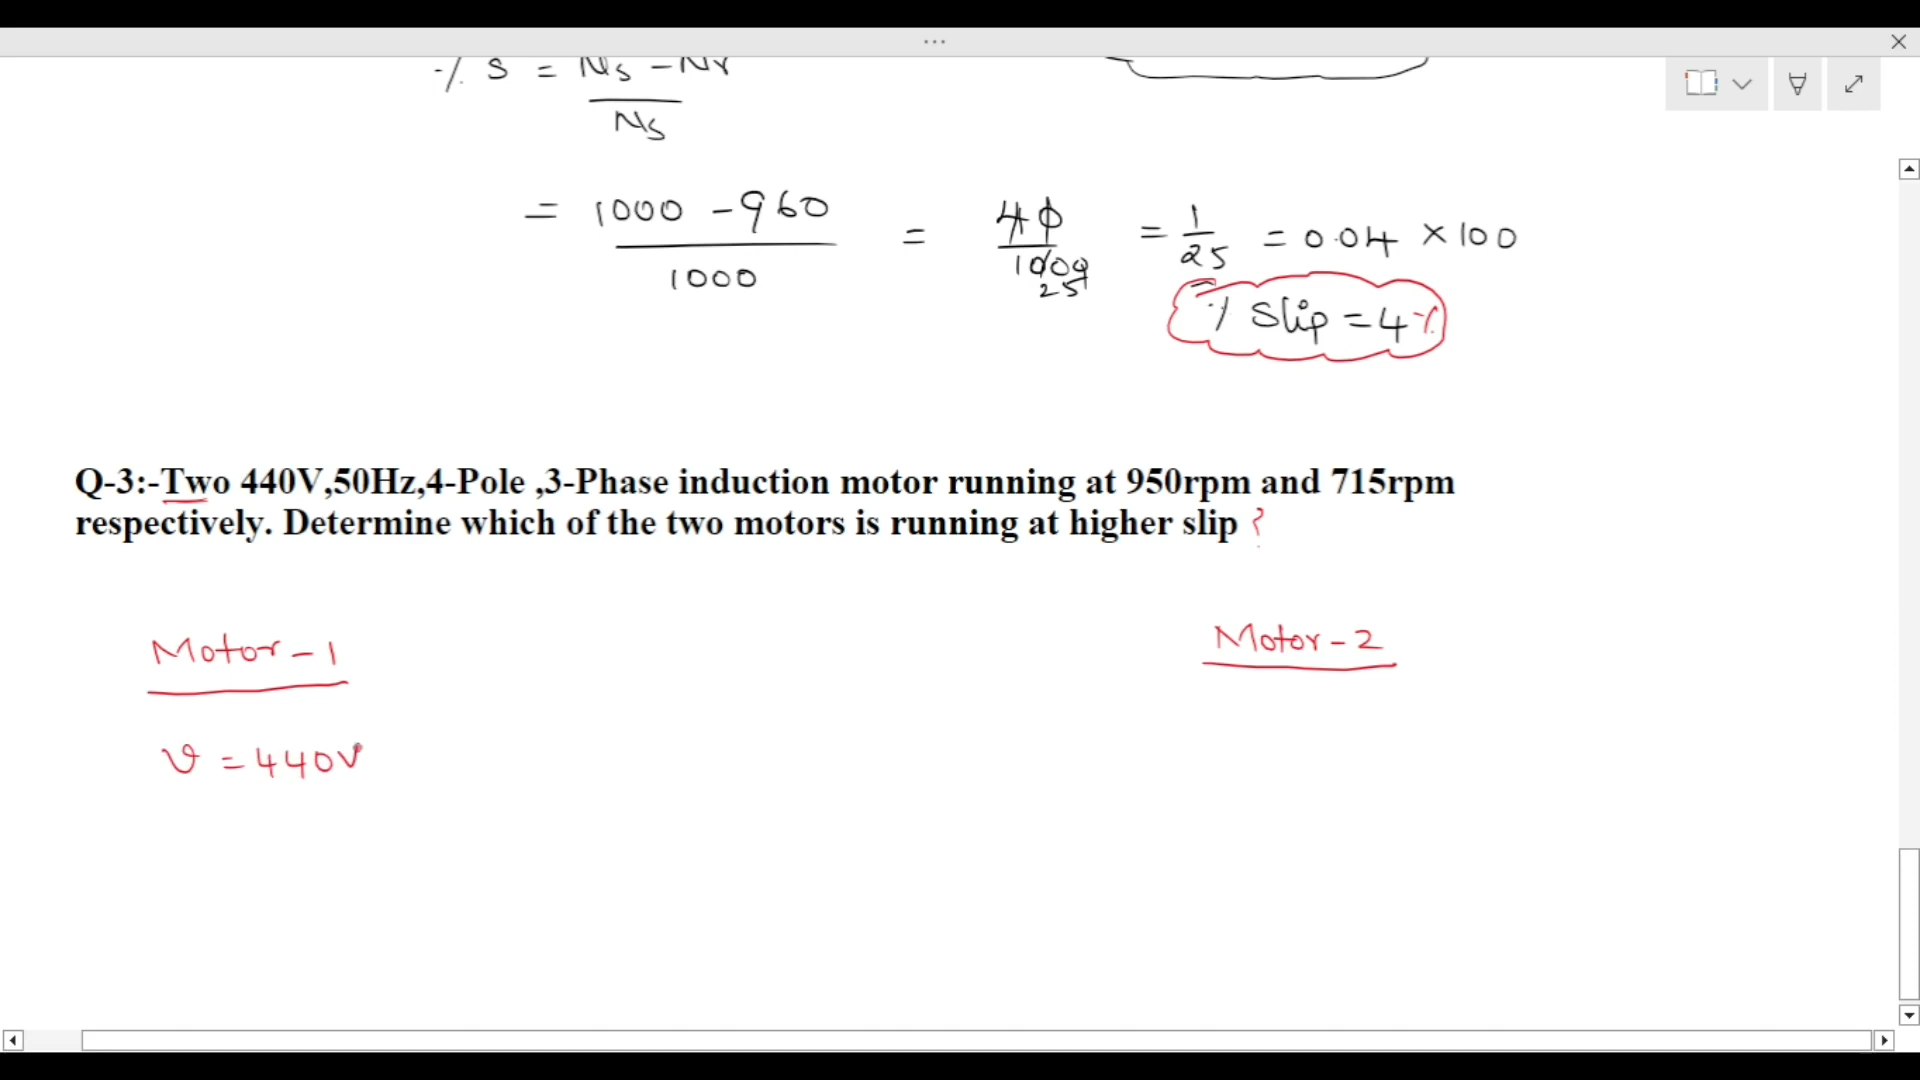 % S = Ns - Nr
Ns
= 1000 - 960 = 40 = 1 = 0.04 × 100
1000 1000 25
25
% Slip = 4%
Q-3:-Two 440V,50Hz,4-Pole ,3-Phase induction motor running at 950rpm and 715rpm
respectively. Determine which of the two motors is running at higher slip ?
Motor-1 Motor-2
V = 440V